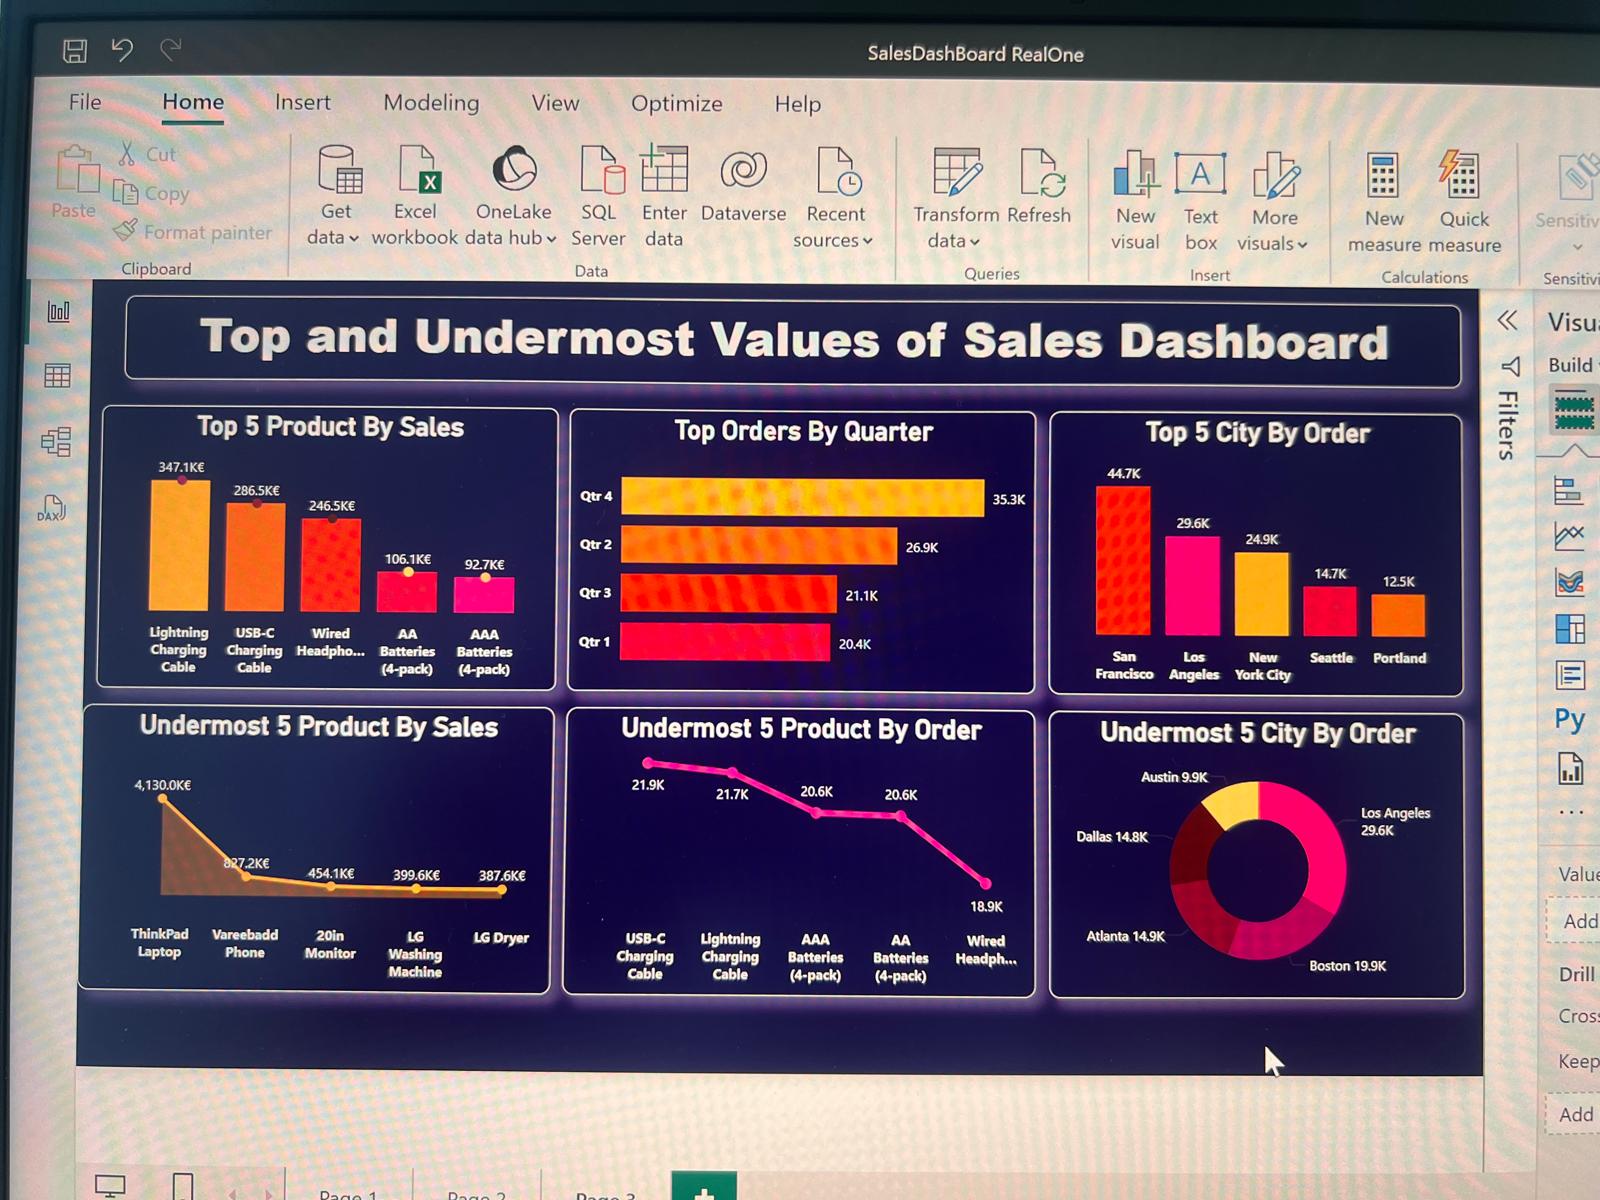 SalesDashBoard RealOne
File Home Insert Modeling View Optimize Help
Paste
Cut
Copy
Format painter
Clipboard
Get data
Excel workbook
OneLake data hub
SQL Server
Enter data
Dataverse
Recent sources
Data
Transform data
Refresh
Queries
New visual
Text box
More visuals
Insert
New measure
Quick measure
Calculations
Sensitiv
Sensitivi
DAX
Top and Undermost Values of Sales Dashboard
Top 5 Product By Sales
347.1K€
286.5K€
246.5K€
106.1K€
92.7K€
Lightning Charging Cable
USB-C Charging Cable
Wired Headpho...
AA Batteries (4-pack)
AAA Batteries (4-pack)
Top Orders By Quarter
Qtr 4 35.3K
Qtr 2 26.9K
Qtr 3 21.1K
Qtr 1 20.4K
Top 5 City By Order
44.7K
29.6K
24.9K
14.7K
12.5K
San Francisco
Los Angeles
New York City
Seattle
Portland
Undermost 5 Product By Sales
4,130.0K€
827.2K€
454.1K€
399.6K€
387.6K€
ThinkPad Laptop
Vareebadd Phone
20in Monitor
LG Washing Machine
LG Dryer
Undermost 5 Product By Order
21.9K
21.7K
20.6K
20.6K
18.9K
USB-C Charging Cable
Lightning Charging Cable
AAA Batteries (4-pack)
AA Batteries (4-pack)
Wired Headph...
Undermost 5 City By Order
Austin 9.9K
Los Angeles 29.6K
Dallas 14.8K
Atlanta 14.9K
Boston 19.9K
Filters
Visu
Build
Py
Value
Add
Drill
Cross
Keep
Add
Page 1
Page 2
Page 3